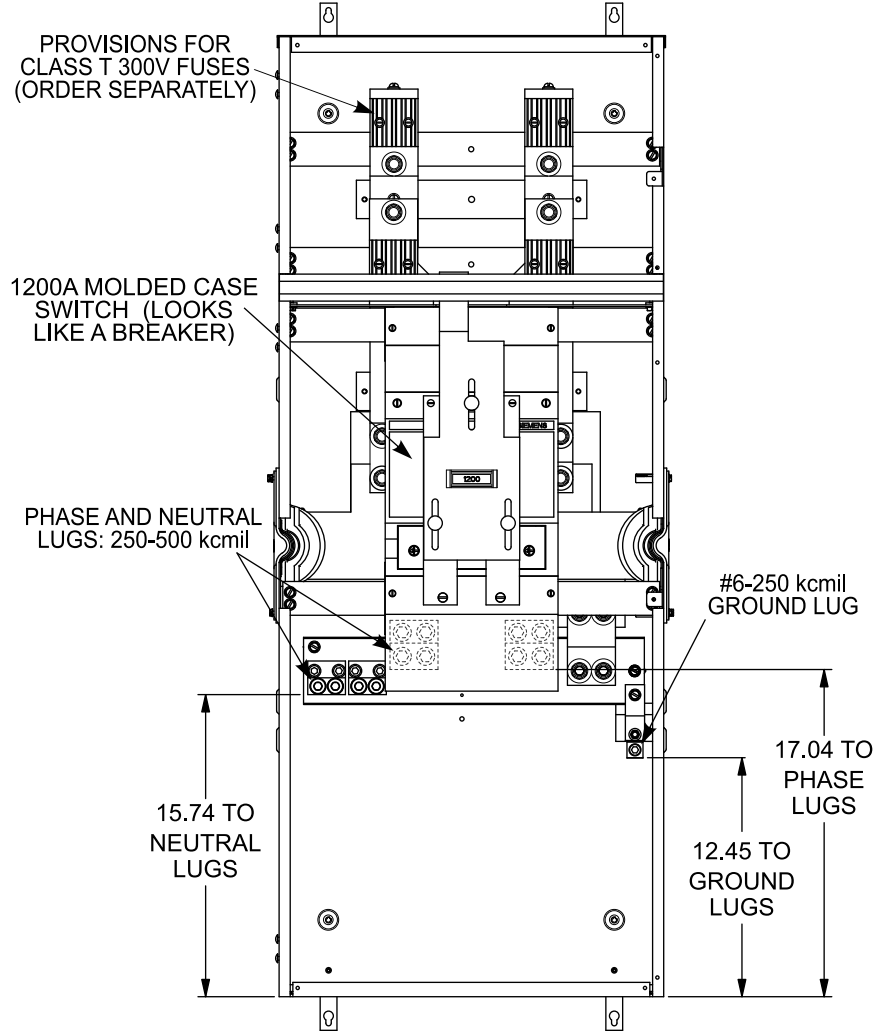 PROVISIONS FOR
CLASS T 300V FUSES
(ORDER SEPARATELY)
1200A MOLDED CASE
SWITCH (LOOKS
LIKE A BREAKER)
SIEMENS
1200
PHASE AND NEUTRAL
LUGS: 250-500 kcmil
#6-250 kcmil
GROUND LUG
17.04 TO
PHASE
LUGS
15.74 TO
NEUTRAL
LUGS
12.45 TO
GROUND
LUGS